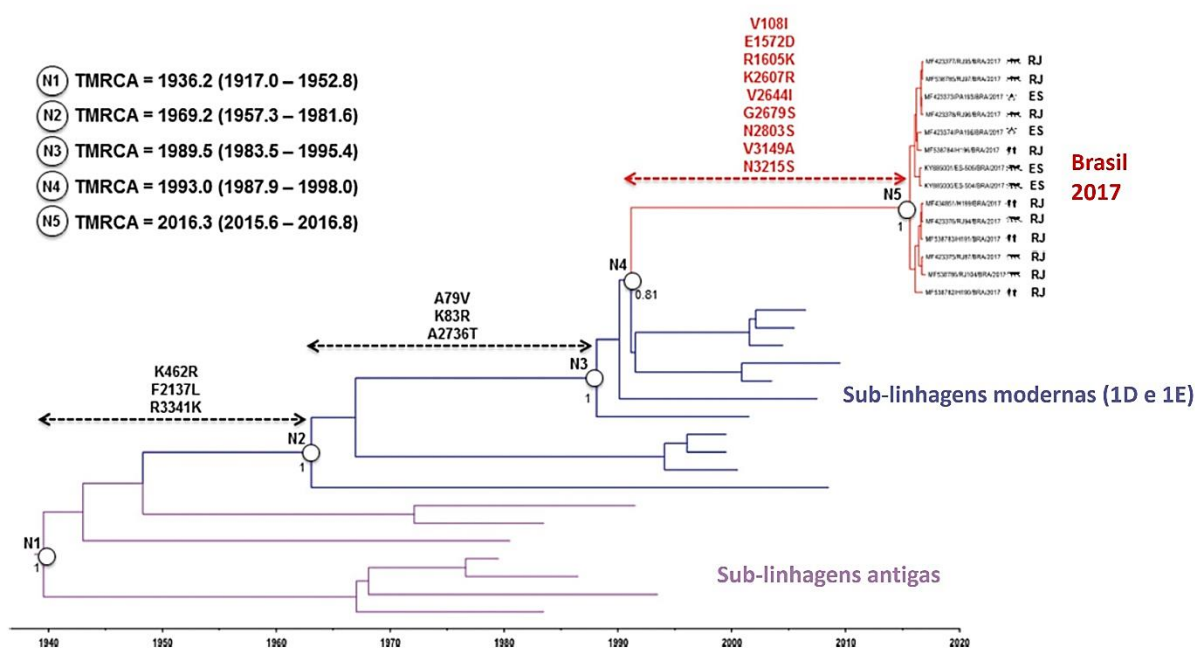 V108I
E1572D
R1605K
K2607R
V2644I
G2679S
N2803S
V3149A
N3215S
N1 TMRCA = 1936.2 (1917.0 – 1952.8)
N2 TMRCA = 1969.2 (1957.3 – 1981.6)
N3 TMRCA = 1989.5 (1983.5 – 1995.4)
N4 TMRCA = 1993.0 (1987.9 – 1998.0)
N5 TMRCA = 2016.3 (2015.6 – 2016.8)
RJ
RJ
ES
RJ
ES
RJ
ES
ES
RJ
RJ
RJ
RJ
RJ
RJ
Brasil
2017
N5
1
N4
0.81
A79V
K83R
A2736T
N3
1
K462R
F2137L
R3341K
Sub-linhagens modernas (1D e 1E)
N2
1
N1
1
Sub-linhagens antigas
1940 1950 1960 1970 1980 1990 2000 2010 2020